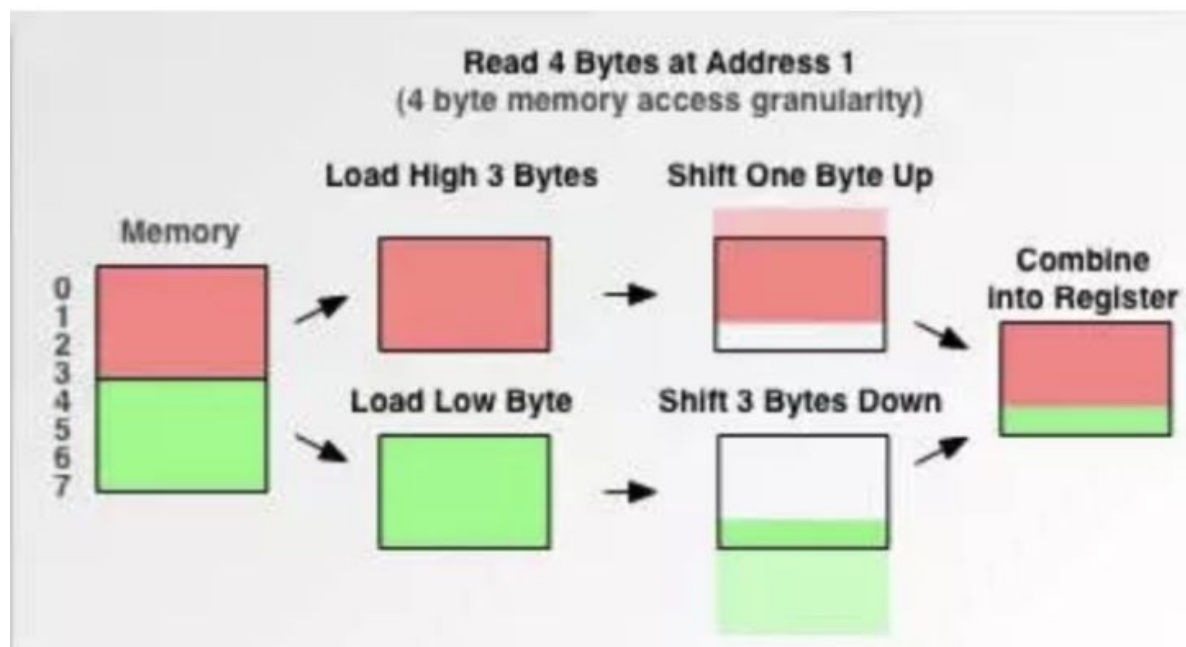 Read 4 Bytes at Address 1
(4 byte memory access granularity)
Load High 3 Bytes
Shift One Byte Up
Memory
0
1
2
3
4
5
6
7
Combine
into Register
Load Low Byte
Shift 3 Bytes Down